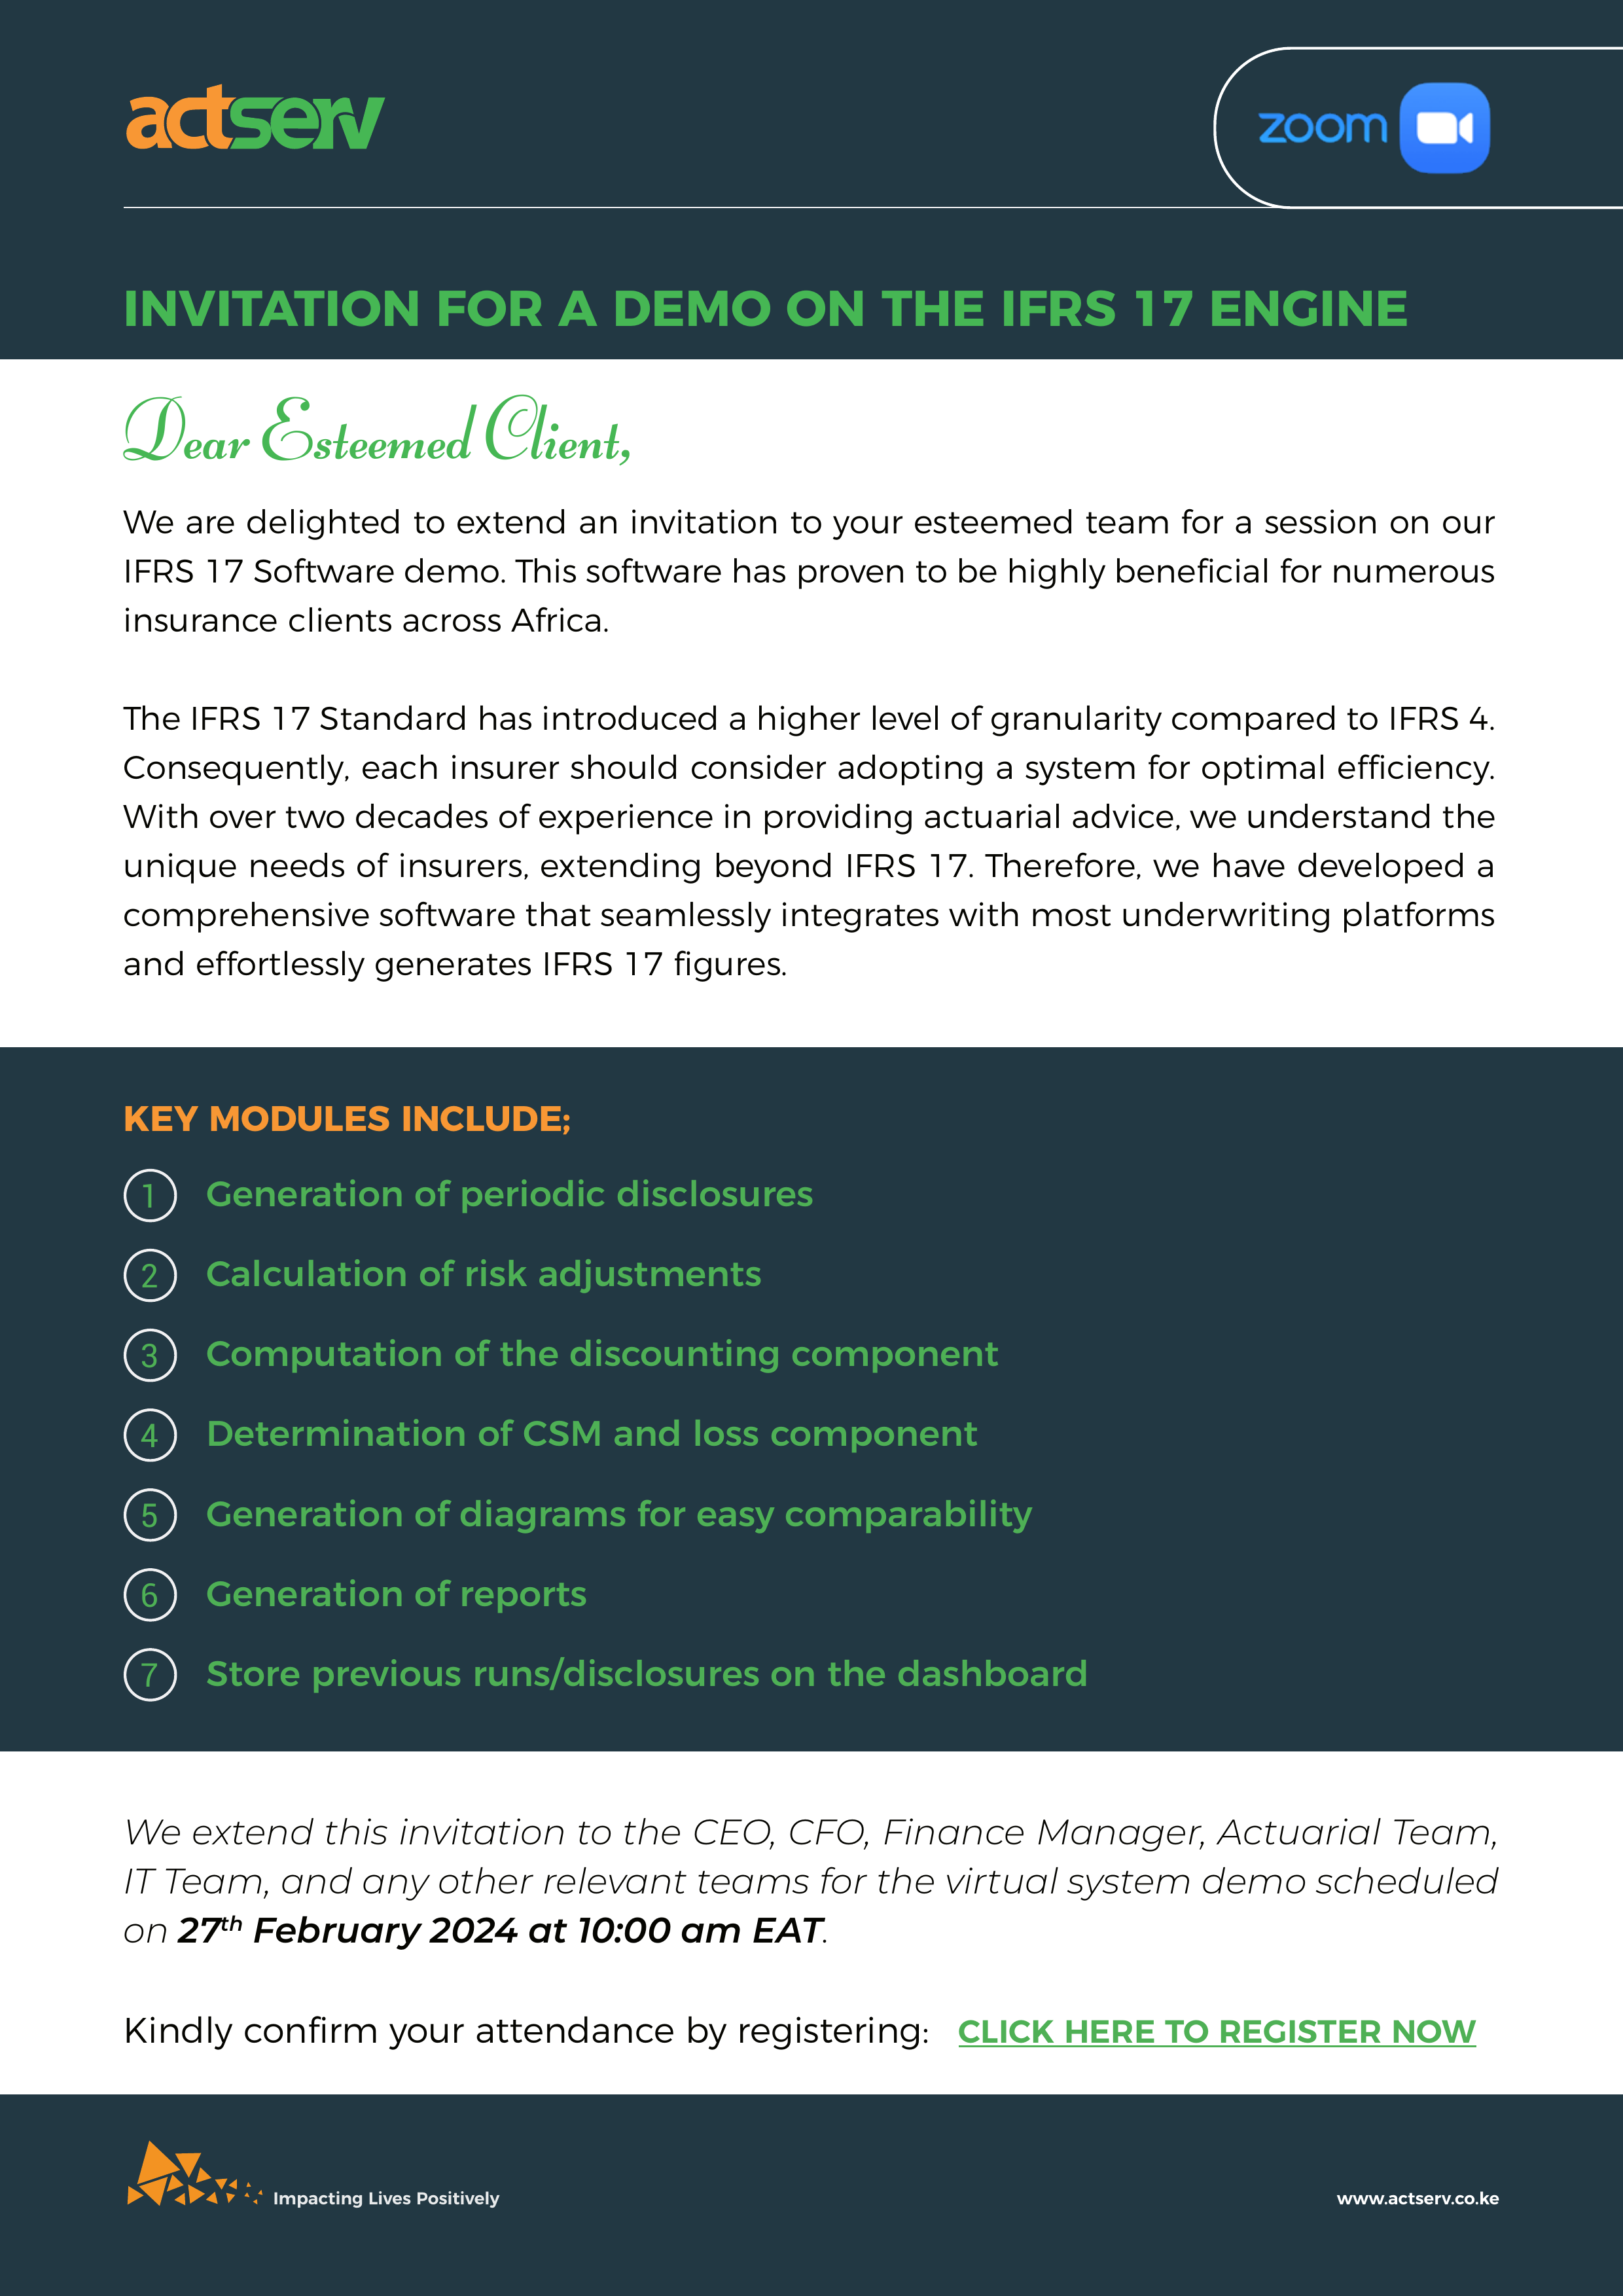 actserv
zoom
INVITATION FOR A DEMO ON THE IFRS 17 ENGINE
Dear Esteemed Client,
We are delighted to extend an invitation to your esteemed team for a session on our
IFRS 17 Software demo. This software has proven to be highly beneficial for numerous
insurance clients across Africa.
The IFRS 17 Standard has introduced a higher level of granularity compared to IFRS 4.
Consequently, each insurer should consider adopting a system for optimal efficiency.
With over two decades of experience in providing actuarial advice, we understand the
unique needs of insurers, extending beyond IFRS 17. Therefore, we have developed a
comprehensive software that seamlessly integrates with most underwriting platforms
and effortlessly generates IFRS 17 figures.
KEY MODULES INCLUDE;
1 Generation of periodic disclosures
2 Calculation of risk adjustments
3 Computation of the discounting component
4 Determination of CSM and loss component
5 Generation of diagrams for easy comparability
6 Generation of reports
7 Store previous runs/disclosures on the dashboard
We extend this invitation to the CEO, CFO, Finance Manager, Actuarial Team,
IT Team, and any other relevant teams for the virtual system demo scheduled
on 27th February 2024 at 10:00 am EAT.
Kindly confirm your attendance by registering: CLICK HERE TO REGISTER NOW
Impacting Lives Positively
www.actserv.co.ke